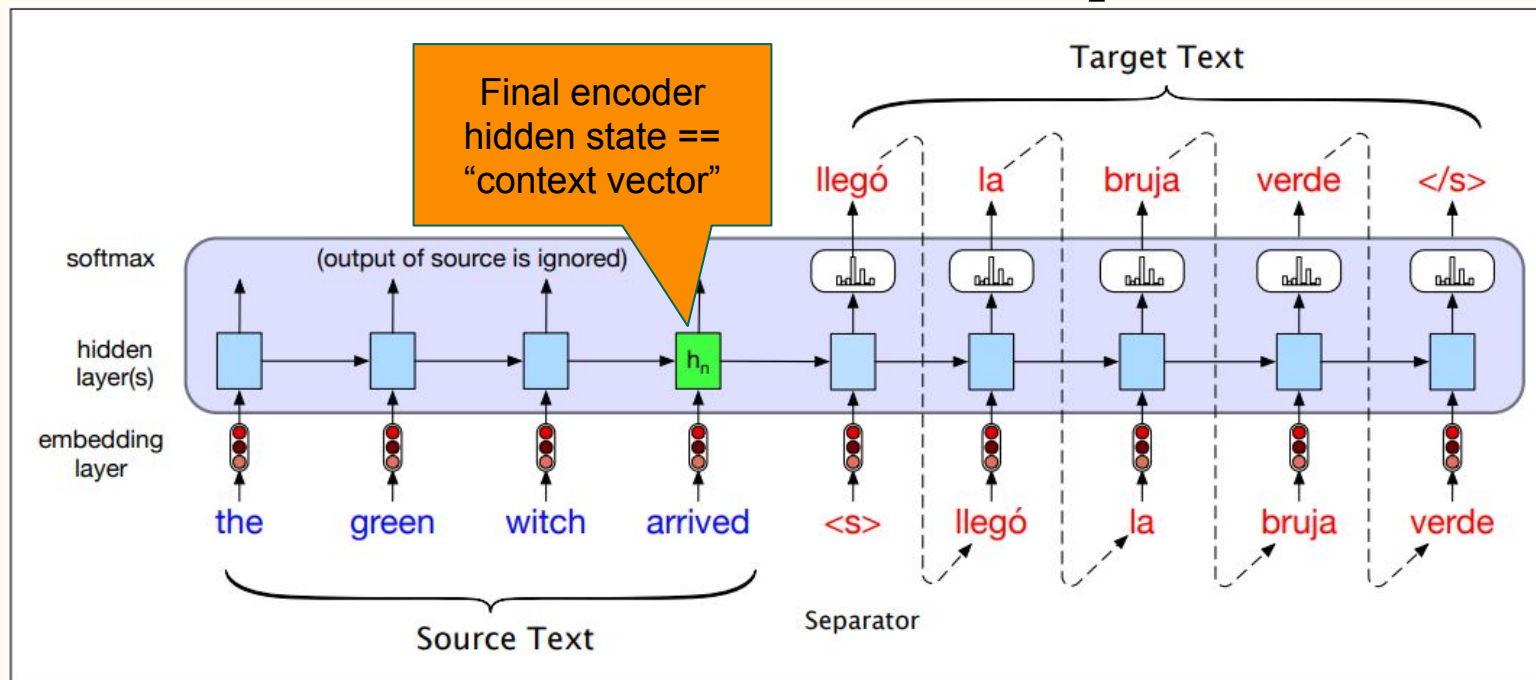 Final encoder
hidden state ==
“context vector”
Target Text
llegó la bruja verde </s>
softmax (output of source is ignored)
hidden
layer(s)
hn
embedding
layer
the green witch arrived <s> llegó la bruja verde
Separator
Source Text